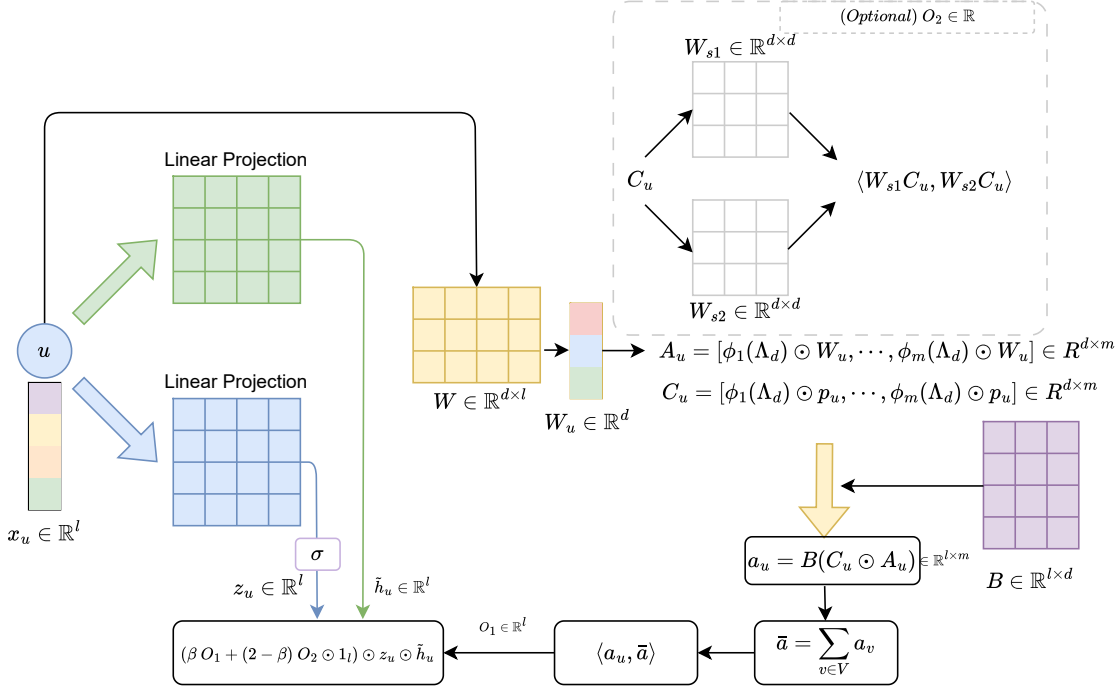 (Optional) O₂ ∈ ℝ
W_{s1} ∈ ℝ^{d×d}
C_u
⟨W_{s1}C_u, W_{s2}C_u⟩
W_{s2} ∈ ℝ^{d×d}
Linear Projection
u
x_u ∈ ℝ^l
Linear Projection
W ∈ ℝ^{d×l}
W_u ∈ ℝ^d
A_u = [ϕ₁(Λ_d) ⊙ W_u, ⋯, ϕ_m(Λ_d) ⊙ W_u] ∈ R^{d×m}
C_u = [ϕ₁(Λ_d) ⊙ p_u, ⋯, ϕ_m(Λ_d) ⊙ p_u] ∈ R^{d×m}
σ
z_u ∈ ℝ^l
h̃_u ∈ ℝ^l
a_u = B(C_u ⊙ A_u) ∈ ℝ^{l×m}
B ∈ ℝ^{l×d}
O₁ ∈ ℝ^l
(β O₁ + (2 − β) O₂ ⊙ 1_l) ⊙ z_u ⊙ h̃_u
⟨a_u, ā⟩
ā = ∑_{v∈V} a_v